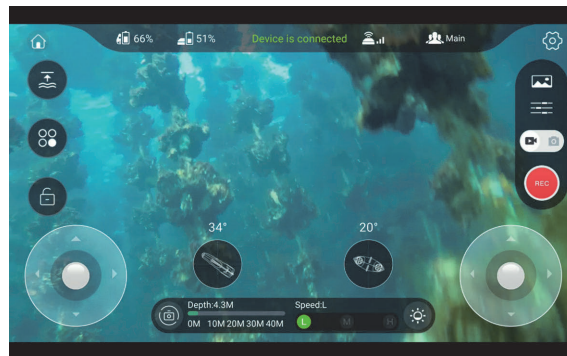 66%
51%
Device is connected
Main
REC
34°
20°
Depth:4.3M
Speed:L
0M 10M 20M 30M 40M
L
M
H